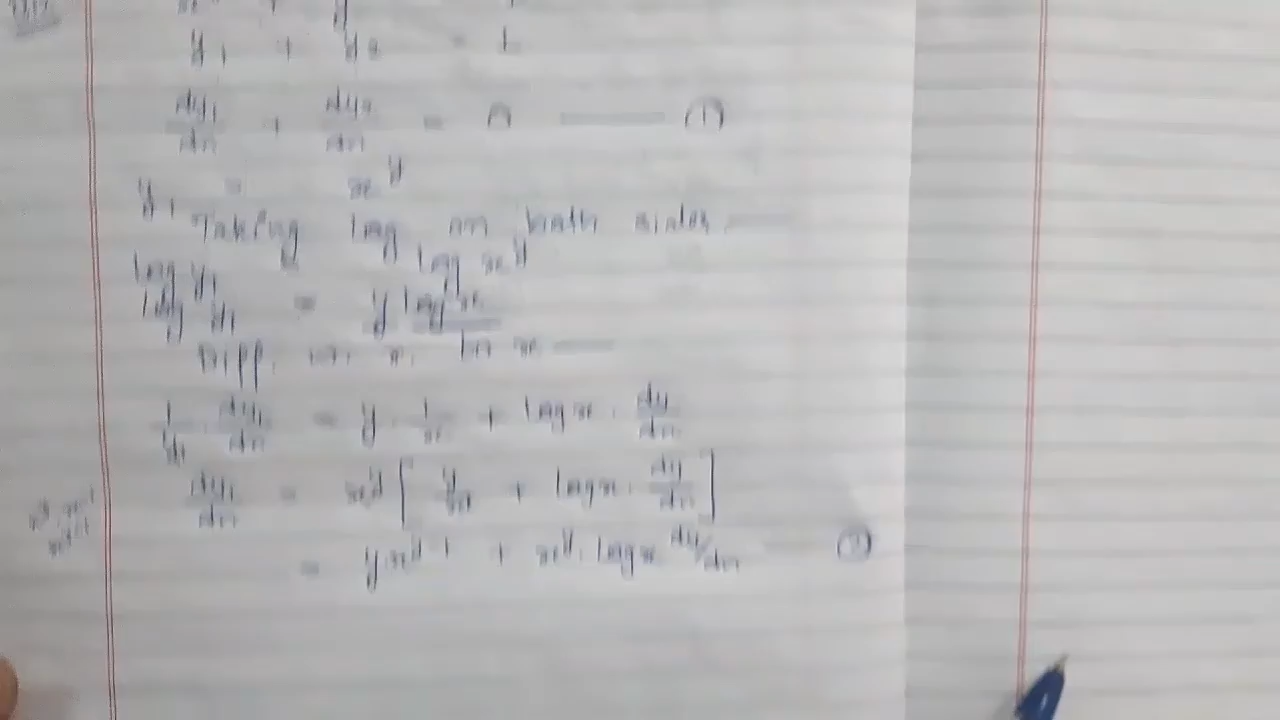 y₁ + y₂ = 1
dy₁/dx + dy₂/dx = 0 —— (1)
y₁ = x^y
Taking log on both sides
log y₁ = log x^y
log y₁ = y log x
Diff. w. r. to x
1/y₁ · dy₁/dx = y · 1/x + log x · dy/dx
dy₁/dx = x^y [ y/x + log x · dy/dx ]
= y·x^y-1 + x^y · log x dy/dx —— (2)